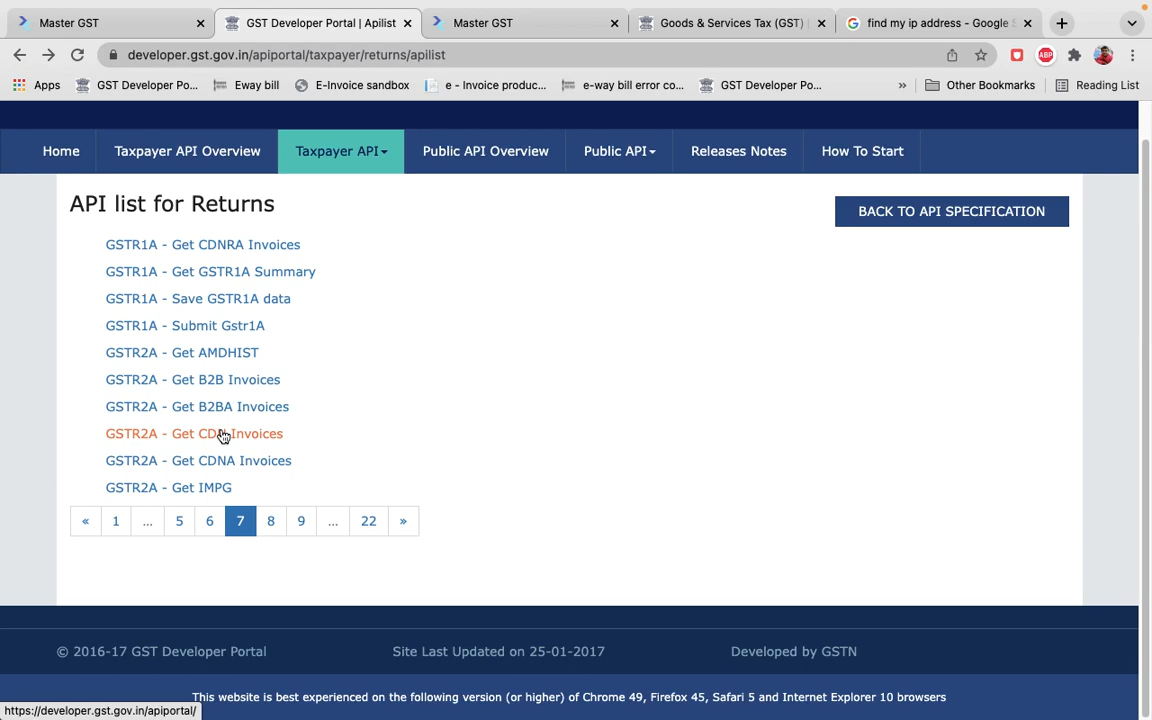 Master GST
GST Developer Portal | Apilist
Master GST
Goods & Services Tax (GST) |
find my ip address - Google S
developer.gst.gov.in/apiportal/taxpayer/returns/apilist
ABP
Apps
GST Developer Po...
Eway bill
E-Invoice sandbox
e - Invoice produc...
e-way bill error co...
GST Developer Po...
»
Other Bookmarks
Reading List
Home
Taxpayer API Overview
Taxpayer API
Public API Overview
Public API
Releases Notes
How To Start
API list for Returns
BACK TO API SPECIFICATION
GSTR1A - Get CDNRA Invoices
GSTR1A - Get GSTR1A Summary
GSTR1A - Save GSTR1A data
GSTR1A - Submit Gstr1A
GSTR2A - Get AMDHIST
GSTR2A - Get B2B Invoices
GSTR2A - Get B2BA Invoices
GSTR2A - Get CDN Invoices
GSTR2A - Get CDNA Invoices
GSTR2A - Get IMPG
« 1 ... 5 6 7 8 9 ... 22 »
© 2016-17 GST Developer Portal
Site Last Updated on 25-01-2017
Developed by GSTN
This website is best experienced on the following version (or higher) of Chrome 49, Firefox 45, Safari 5 and Internet Explorer 10 browsers
https://developer.gst.gov.in/apiportal/